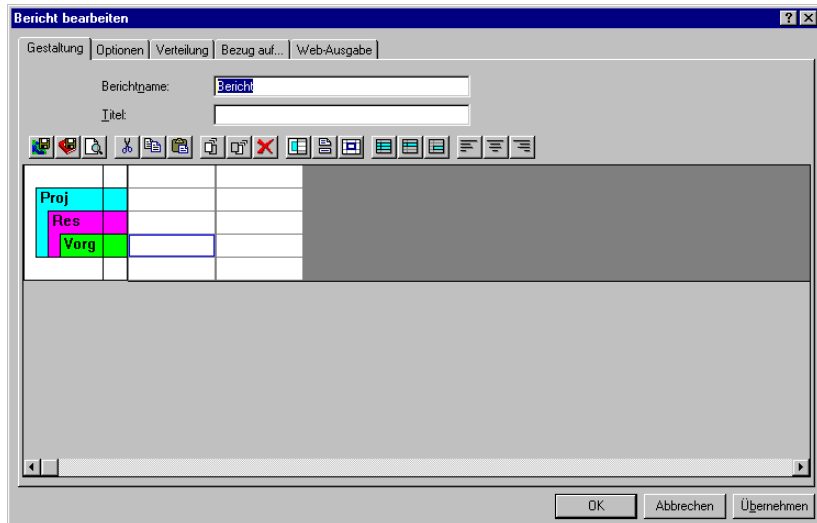 Bericht bearbeiten
Gestaltung Optionen Verteilung Bezug auf... Web-Ausgabe
Berichtname: Bericht
Titel:
Proj
Res
Vorg
OK Abbrechen Übernehmen